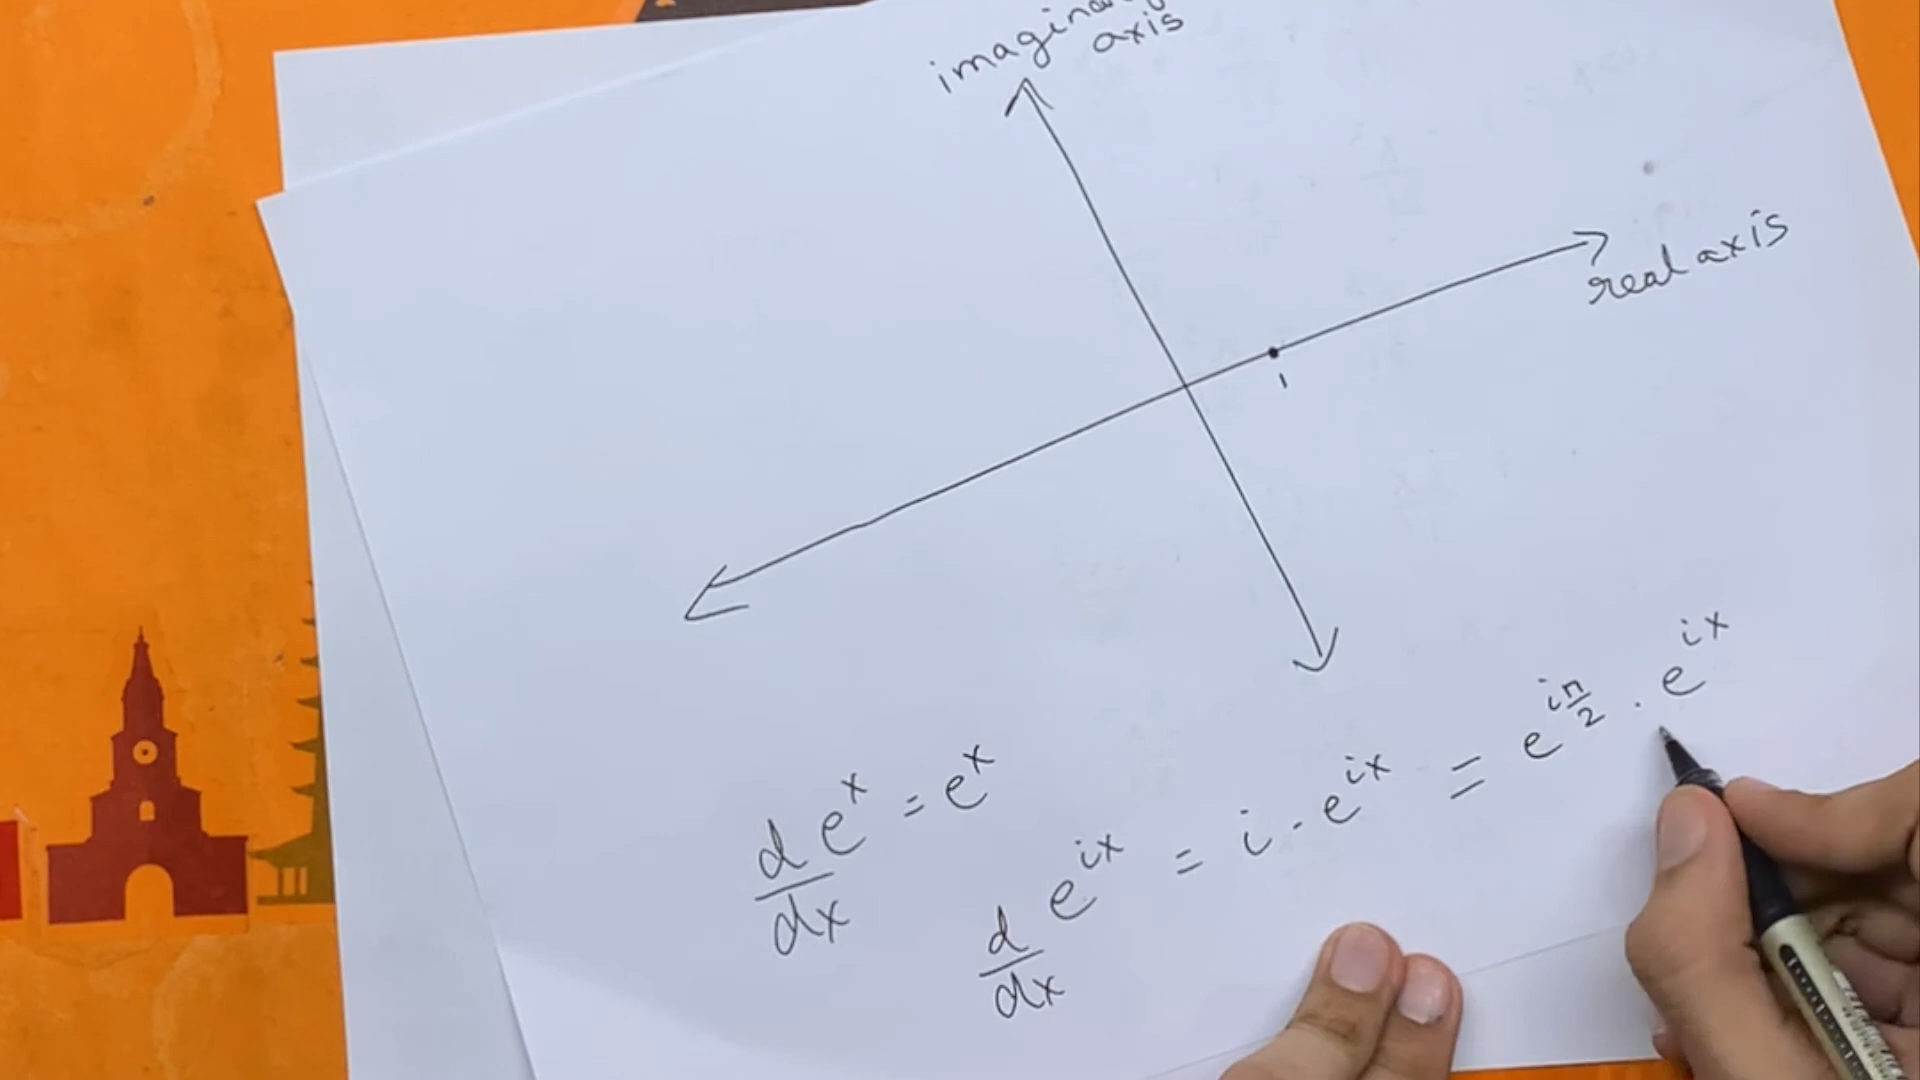 imaginary
axis
real axis
1
d/dx e^x = e^x
d/dx e^{ix} = i · e^{ix} = e^{iπ/2} · e^{ix}